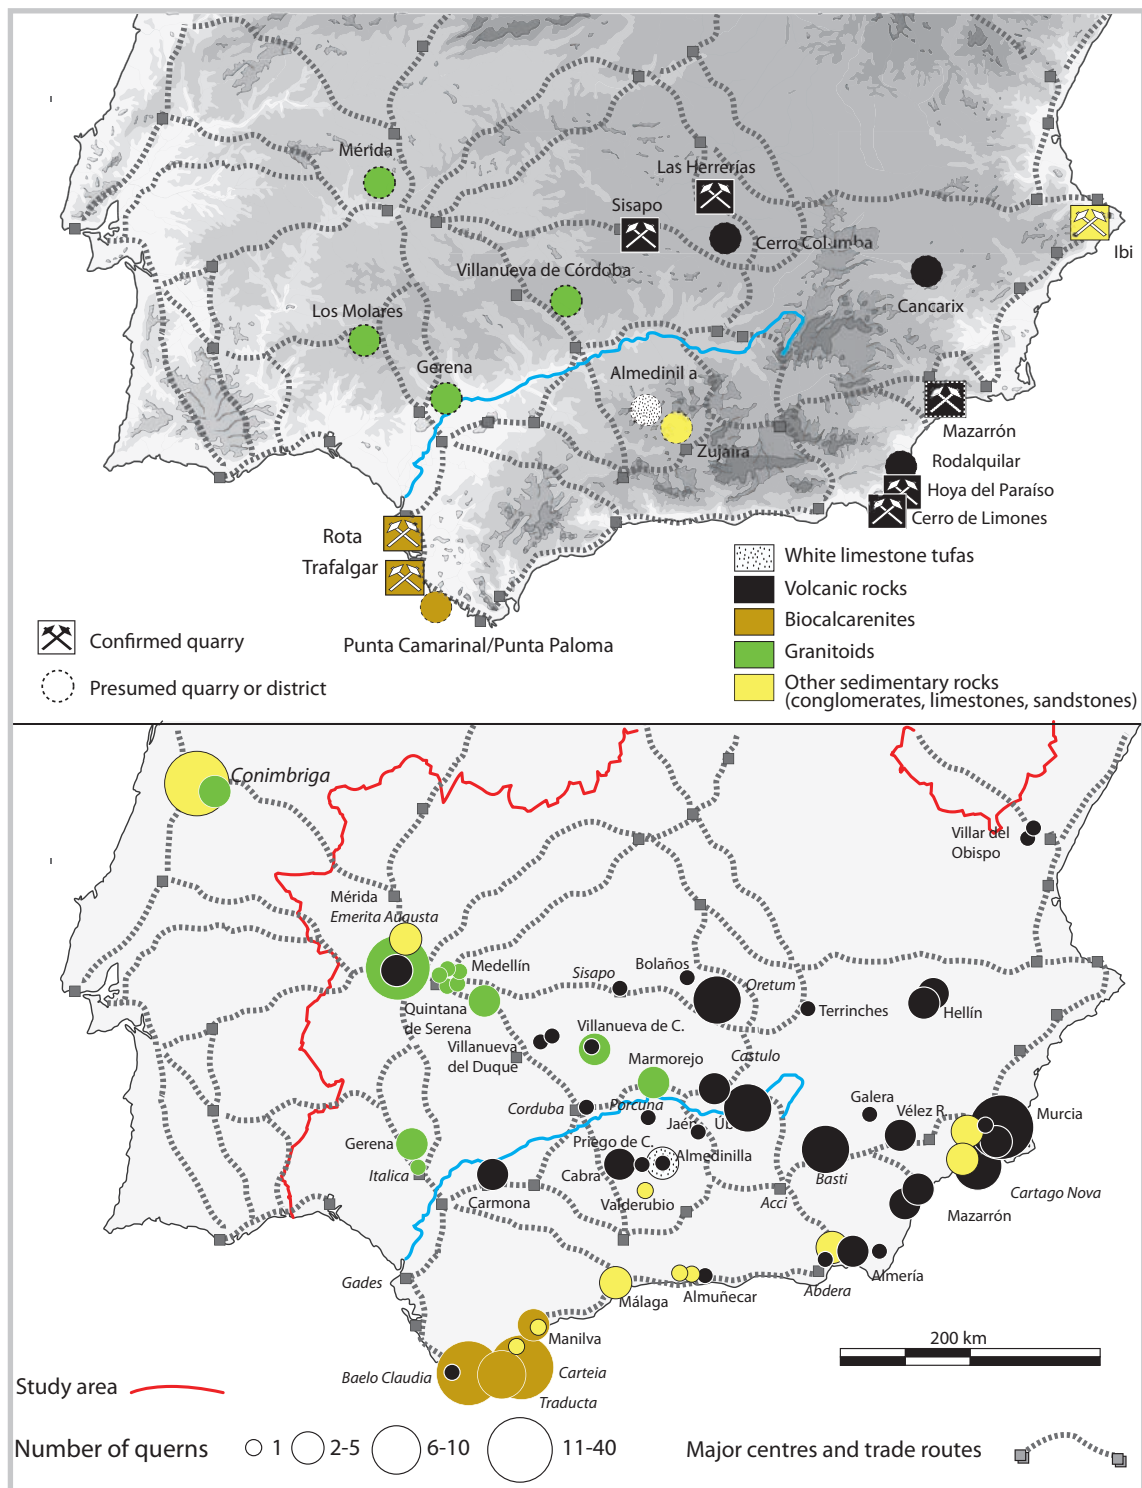 Mérida
Las Herrerías
Sisapo
Cerro Columba
Ibi
Villanueva de Córdoba
Cancarix
Los Molares
Gerena
Almedinil a
Zujaira
Mazarrón
Rodalquilar
Hoya del Paraíso
Cerro de Limones
Rota
Trafalgar
Punta Camarinal/Punta Paloma
Confirmed quarry
Presumed quarry or district
White limestone tufas
Volcanic rocks
Biocalcarenites
Granitoids
Other sedimentary rocks
(conglomerates, limestones, sandstones)
Conimbriga
Villar del
Obispo
Mérida
Emerita Augusta
Medellín
Sisapo
Bolaños
Oretum
Quintana
de Serena
Terrinches
Hellín
Villanueva
del Duque
Villanueva de C.
Marmorejo
Castulo
Corduba
Porcuna
Galera
Vélez R.
Murcia
Jaén
Úb
Gerena
Priego de C.
Almedinilla
Italica
Cabra
Basti
Carmona
Valderubio
Acci
Cartago Nova
Mazarrón
Gades
Málaga
Almuñecar
Abdera
Almería
Manilva
Baelo Claudia
Carteia
Traducta
200 km
Study area
Number of querns
1
2-5
6-10
11-40
Major centres and trade routes